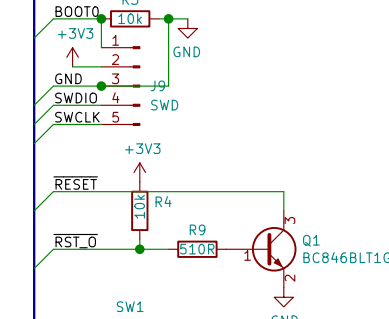 BOOT0
10k
+3V3
GND
1
2
GND
3
J9
SWDIO
4
SWD
SWCLK
5
+3V3
RESET
10k
R4
3
RST_O
R9
510R
1
Q1
BC846BLT1G
2
SW1